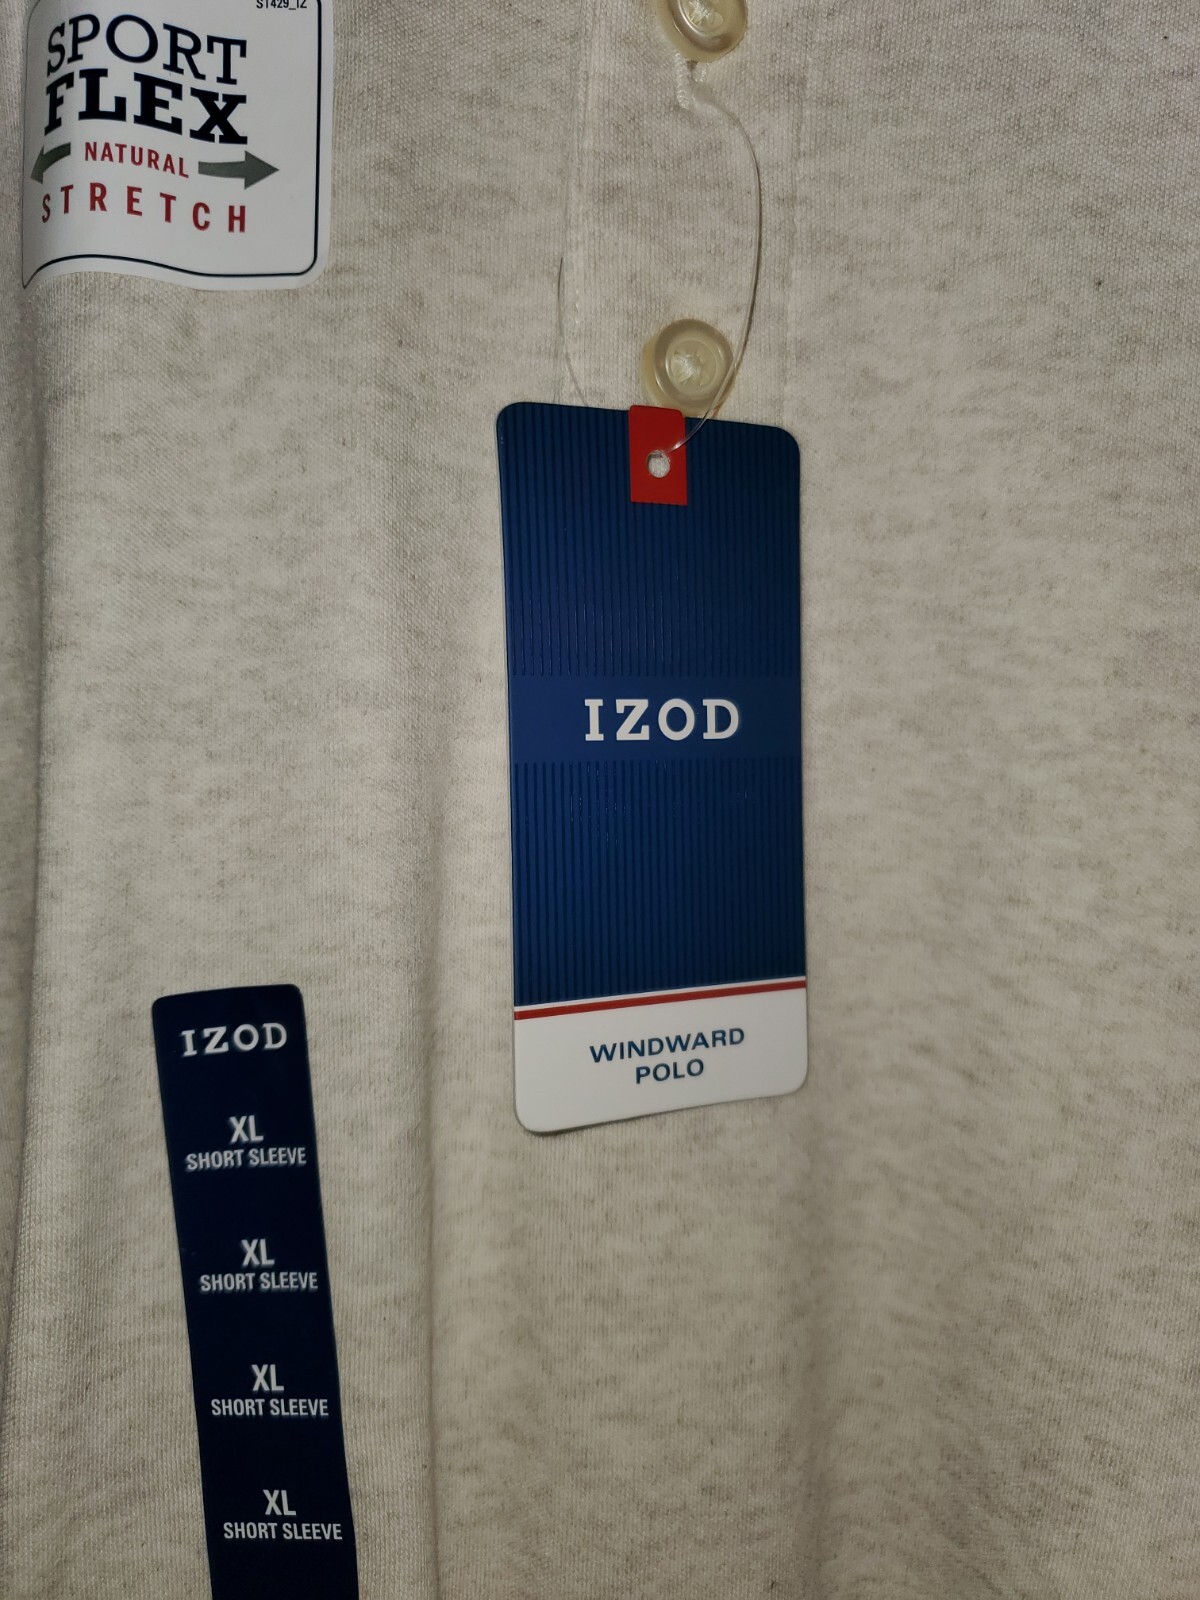 S1429_IZ
SPORT
FLEX
NATURAL
STRETCH
IZOD
WINDWARD
POLO
IZOD
XL
SHORT SLEEVE
XL
SHORT SLEEVE
XL
SHORT SLEEVE
XL
SHORT SLEEVE